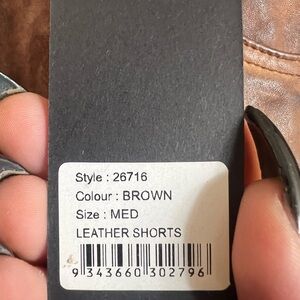 Style : 26716
Colour : BROWN
Size : MED
LEATHER SHORTS
9 343660 302796